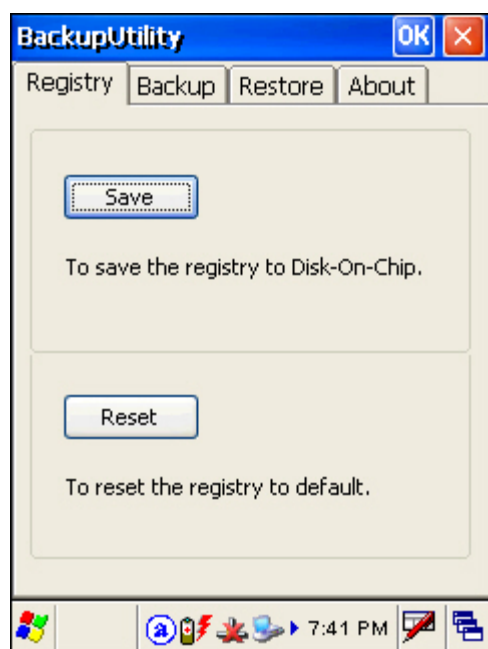 BackupUtility OK
Registry Backup Restore About
Save
To save the registry to Disk-On-Chip.
Reset
To reset the registry to default.
a 7:41 PM